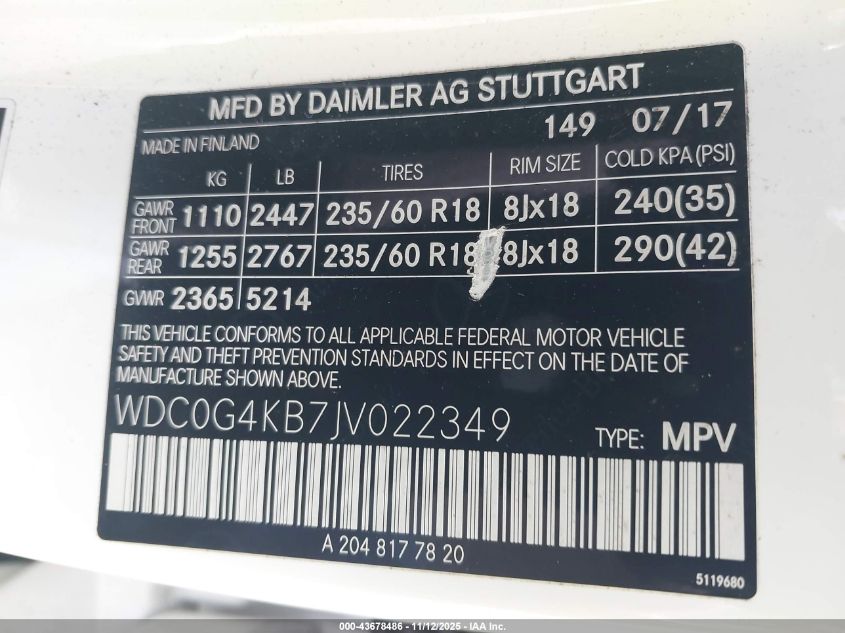 MFD BY DAIMLER AG STUTTGART
149 07/17
MADE IN FINLAND
KG LB TIRES RIM SIZE COLD KPA (PSI)
GAWR FRONT 1110 2447 235/60 R18 8Jx18 240(35)
GAWR REAR 1255 2767 235/60 R18 8Jx18 290(42)
GVWR 2365 5214
THIS VEHICLE CONFORMS TO ALL APPLICABLE FEDERAL MOTOR VEHICLE
SAFETY AND THEFT PREVENTION STANDARDS IN EFFECT ON THE DATE OF
MANUFACTURE SHOWN ABOVE.
WDC0G4KB7JV022349
TYPE: MPV
A 204 817 78 20
5119680
000-43678486 - 11/12/2025 - IAA Inc.